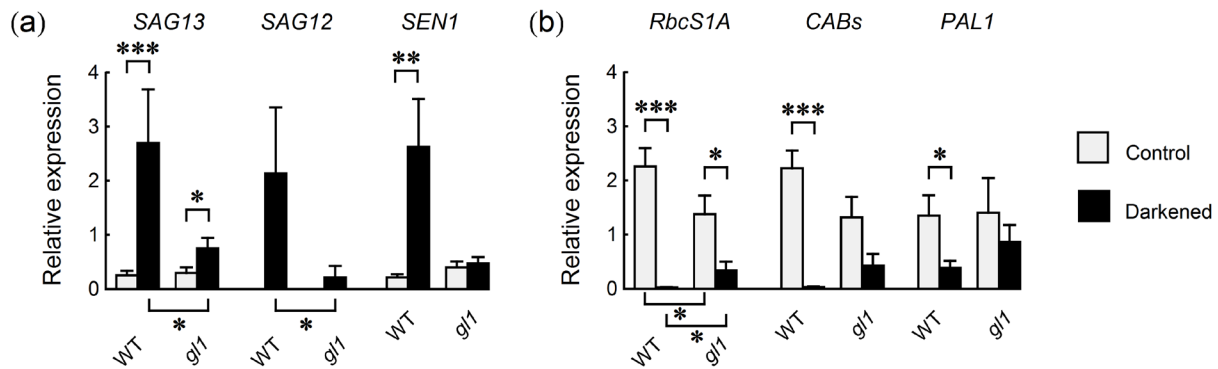 (a) SAG13 SAG12 SEN1
Relative expression
4
3
2
1
0
*** * **
* *
WT gl1 WT gl1 WT gl1
(b) RbcS1A CABs PAL1
Relative expression
4
3
2
1
0
*** * *** *
*
*
WT gl1 WT gl1 WT gl1
Control
Darkened